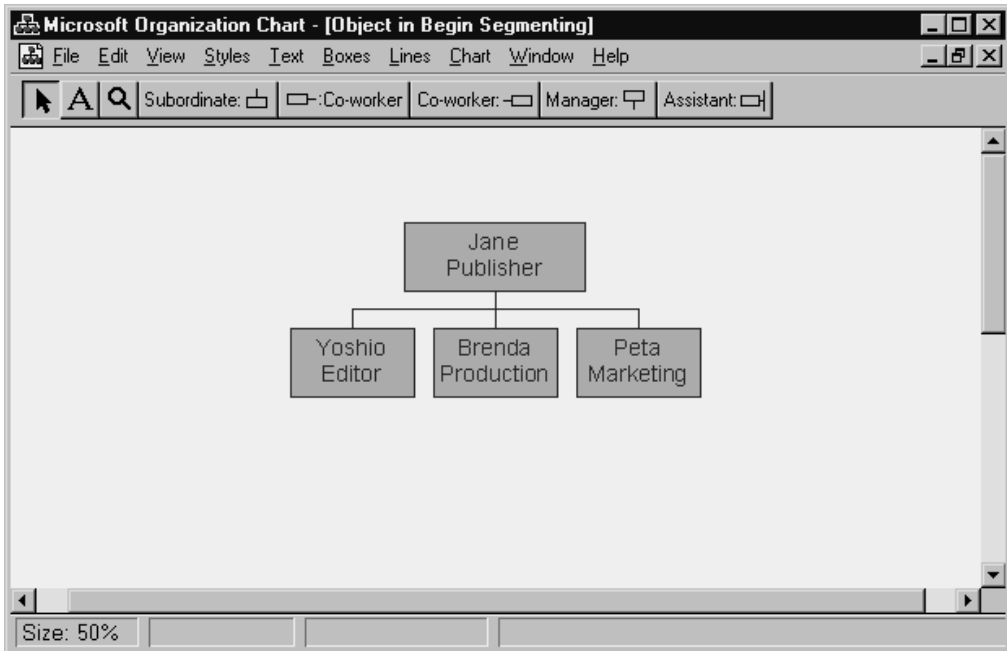 Microsoft Organization Chart - [Object in Begin Segmenting]
File Edit View Styles Text Boxes Lines Chart Window Help
A Subordinate: :Co-worker Co-worker: Manager: Assistant:
Jane
Publisher
Yoshio Brenda Peta
Editor Production Marketing
Size: 50%